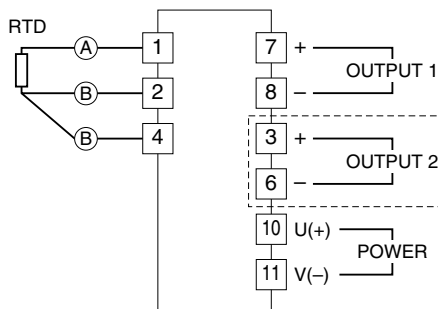 RTD
A 1 7 +
OUTPUT 1
B 2 8 –
B 4 3 +
OUTPUT 2
6 –
10 U(+)
POWER
11 V(–)